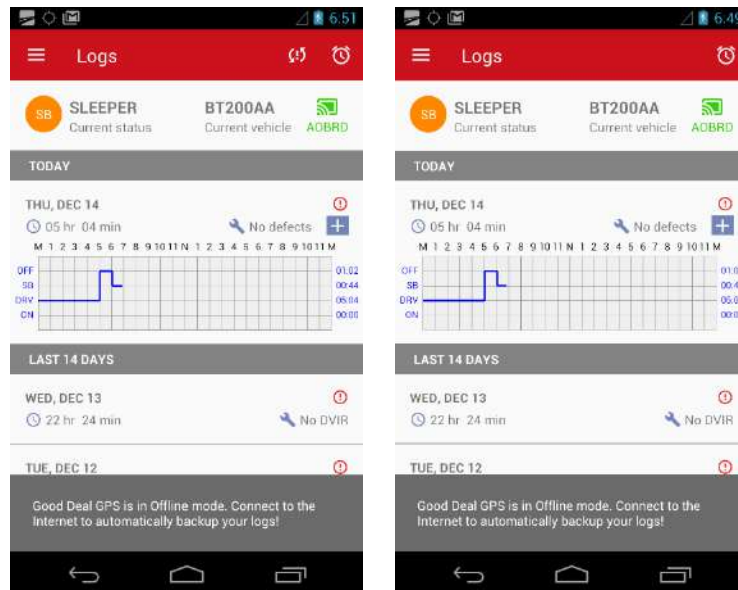 6:51
Logs
SB
SLEEPER
Current status
BT200AA
Current vehicle
AOBRD
TODAY
THU, DEC 14
05 hr 04 min
No defects
M 1 2 3 4 5 6 7 8 9 10 11 N 1 2 3 4 5 6 7 8 9 10 11 M
OFF 01:02
SB 00:44
DRV 05:04
ON 00:00
LAST 14 DAYS
WED, DEC 13
22 hr 24 min
No DVIR
TUE, DEC 12
Good Deal GPS is in Offline mode. Connect to the
Internet to automatically backup your logs!
6:49
Logs
SB
SLEEPER
Current status
BT200AA
Current vehicle
AOBRD
TODAY
THU, DEC 14
05 hr 04 min
No defects
M 1 2 3 4 5 6 7 8 9 10 11 N 1 2 3 4 5 6 7 8 9 10 11 M
OFF
SB
DRV
ON
LAST 14 DAYS
WED, DEC 13
22 hr 24 min
No DVIR
TUE, DEC 12
Good Deal GPS is in Offline mode. Connect to the
Internet to automatically backup your logs!